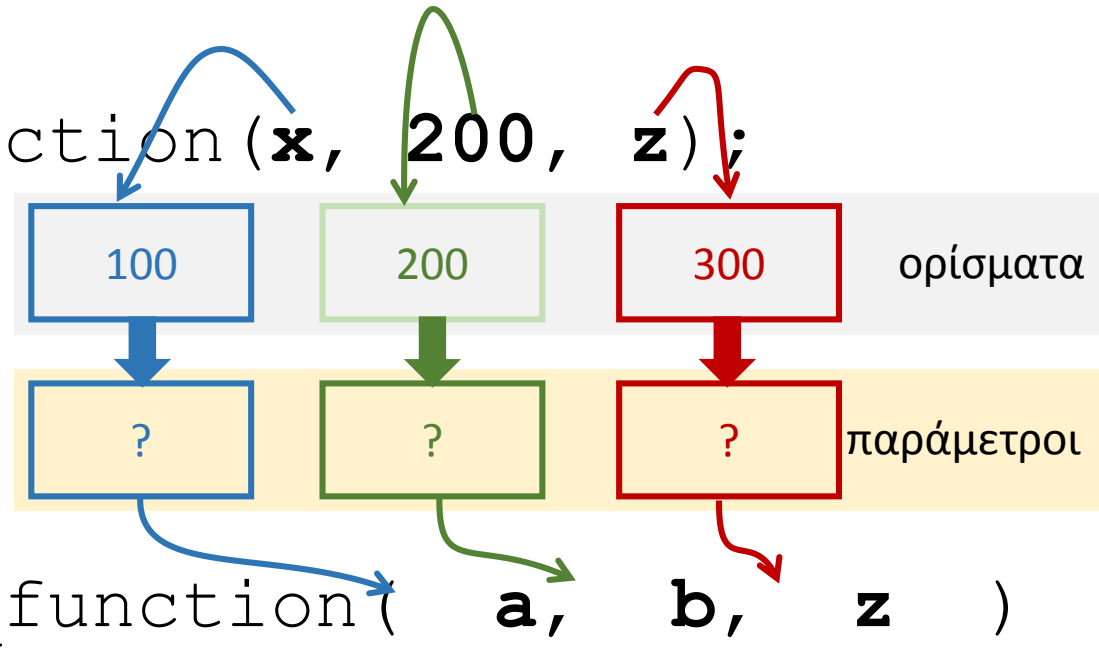 ction(x, 200, z);
100 200 300 ορίσματα
? ? ? παράμετροι
function( a, b, z )